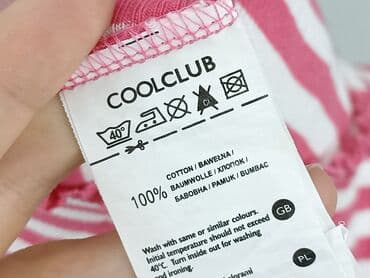 COOLCLUB
40°
100%
COTTON / BAWEŁNA /
BAUMWOLLE / ХЛОПОК /
БАВОВНА / PAMUK / BUMBAC
GB
Wash with same or similar colours.
Initial temperature should not exceed
40°C. Turn inside out for washing
and ironing.
PL